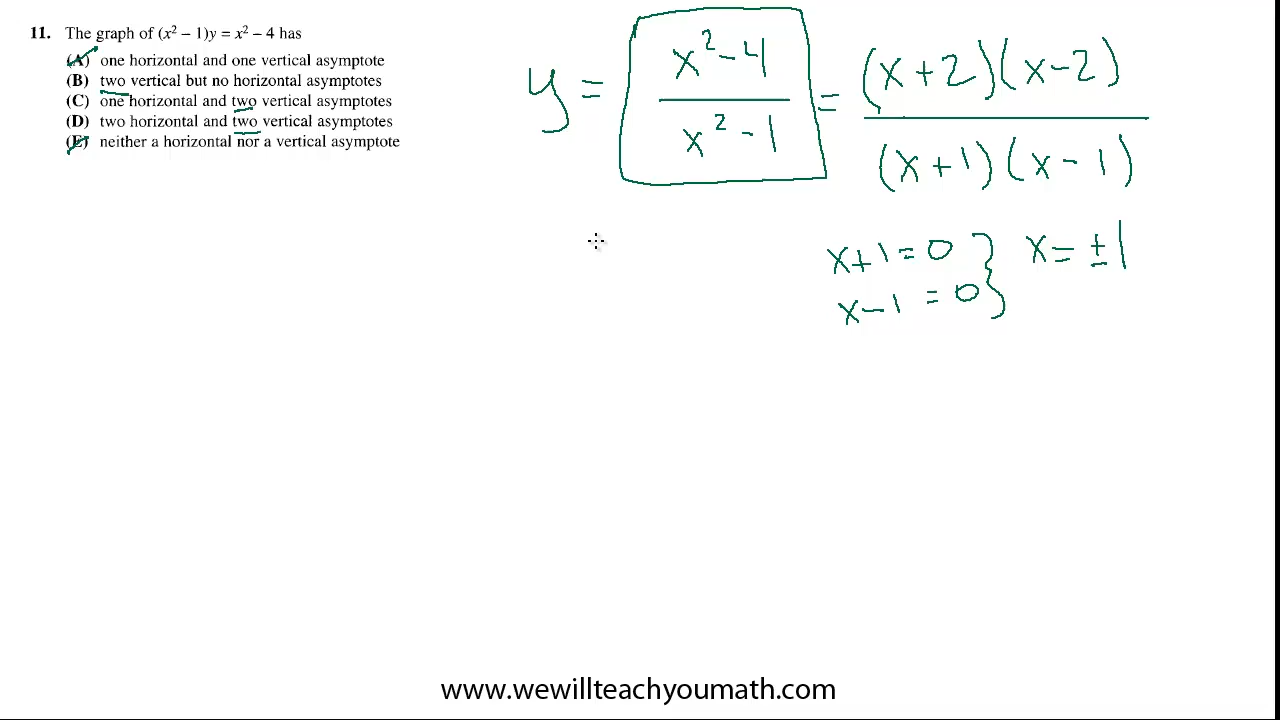 11. The graph of (x² – 1)y = x² – 4 has
(A) one horizontal and one vertical asymptote
(B) two vertical but no horizontal asymptotes
(C) one horizontal and two vertical asymptotes
(D) two horizontal and two vertical asymptotes
(E) neither a horizontal nor a vertical asymptote
y = (x² - 4)/(x² - 1) = (x+2)(x-2)/(x+1)(x-1)
x+1=0 } x=±1
x-1=0
www.wewillteachyoumath.com